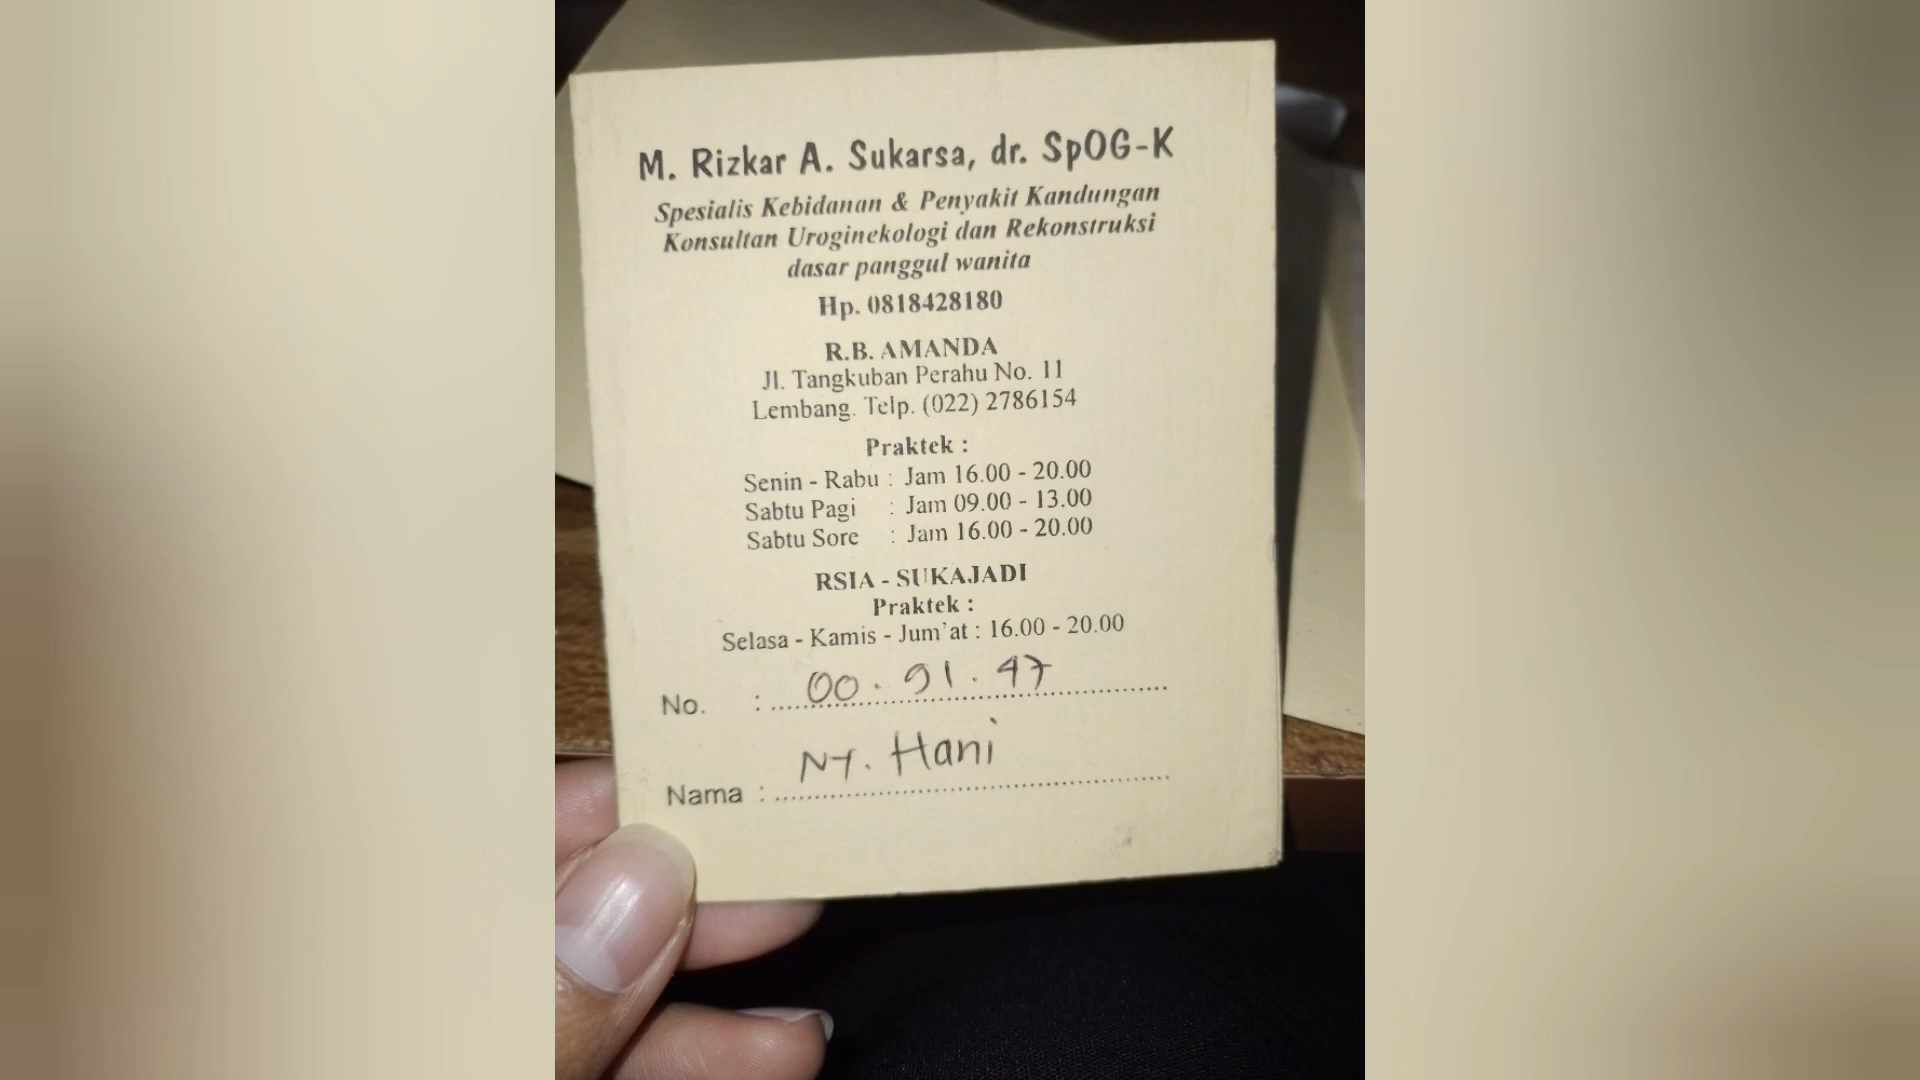 M. Rizkar A. Sukarsa, dr. SpOG-K
Spesialis Kebidanan & Penyakit Kandungan
Konsultan Uroginekologi dan Rekonstruksi
dasar panggul wanita
Hp. 0818428180
R.B. AMANDA
Jl. Tangkuban Perahu No. 11
Lembang. Telp. (022) 2786154
Praktek :
Senin - Rabu : Jam 16.00 - 20.00
Sabtu Pagi : Jam 09.00 - 13.00
Sabtu Sore : Jam 16.00 - 20.00
RSIA - SUKAJADI
Praktek :
Selasa - Kamis - Jum'at : 16.00 - 20.00
No. : 00.91.47
Nama : NY. Hani